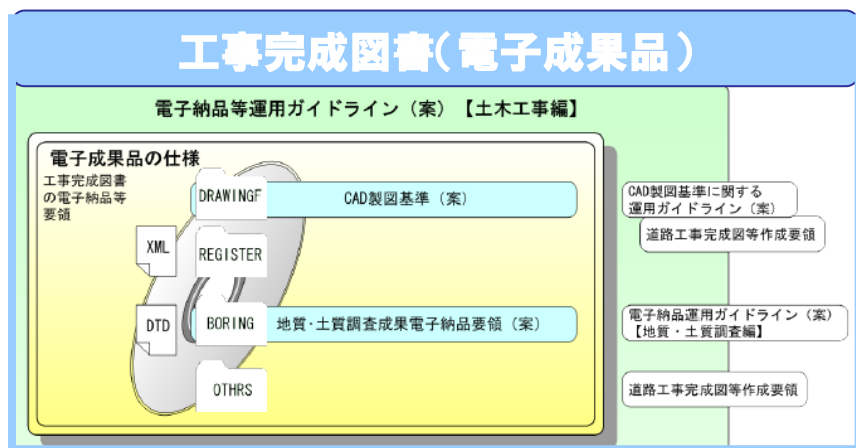 工事完成図書（電子成果品）
電子納品等運用ガイドライン（案）【土木工事編】
電子成果品の仕様
工事完成図書
の電子納品等
要領
DRAWINGF
CAD製図基準（案）
CAD製図基準に関する
運用ガイドライン（案）
道路工事完成図等作成要領
XML
REGISTER
DTD
BORING
地質・土質調査成果電子納品要領（案）
電子納品運用ガイドライン（案）
【地質・土質調査編】
OTHRS
道路工事完成図等作成要領